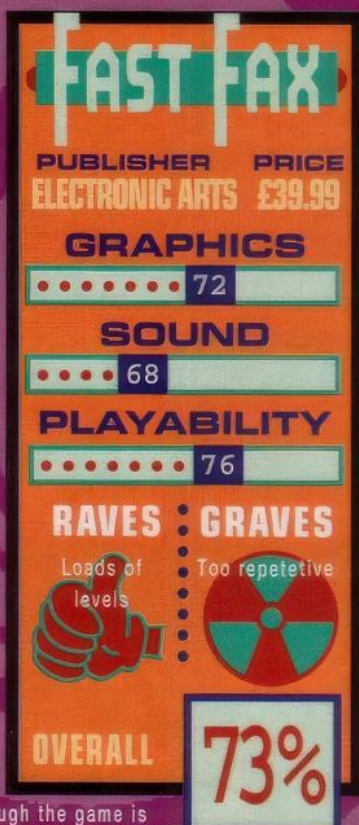 FAST FAX
PUBLISHER PRICE
ELECTRONIC ARTS £39.99
GRAPHICS
72
SOUND
68
PLAYABILITY
76
RAVES GRAVES
Loads of
levels
Too repetetive
OVERALL
73%
ugh the game is